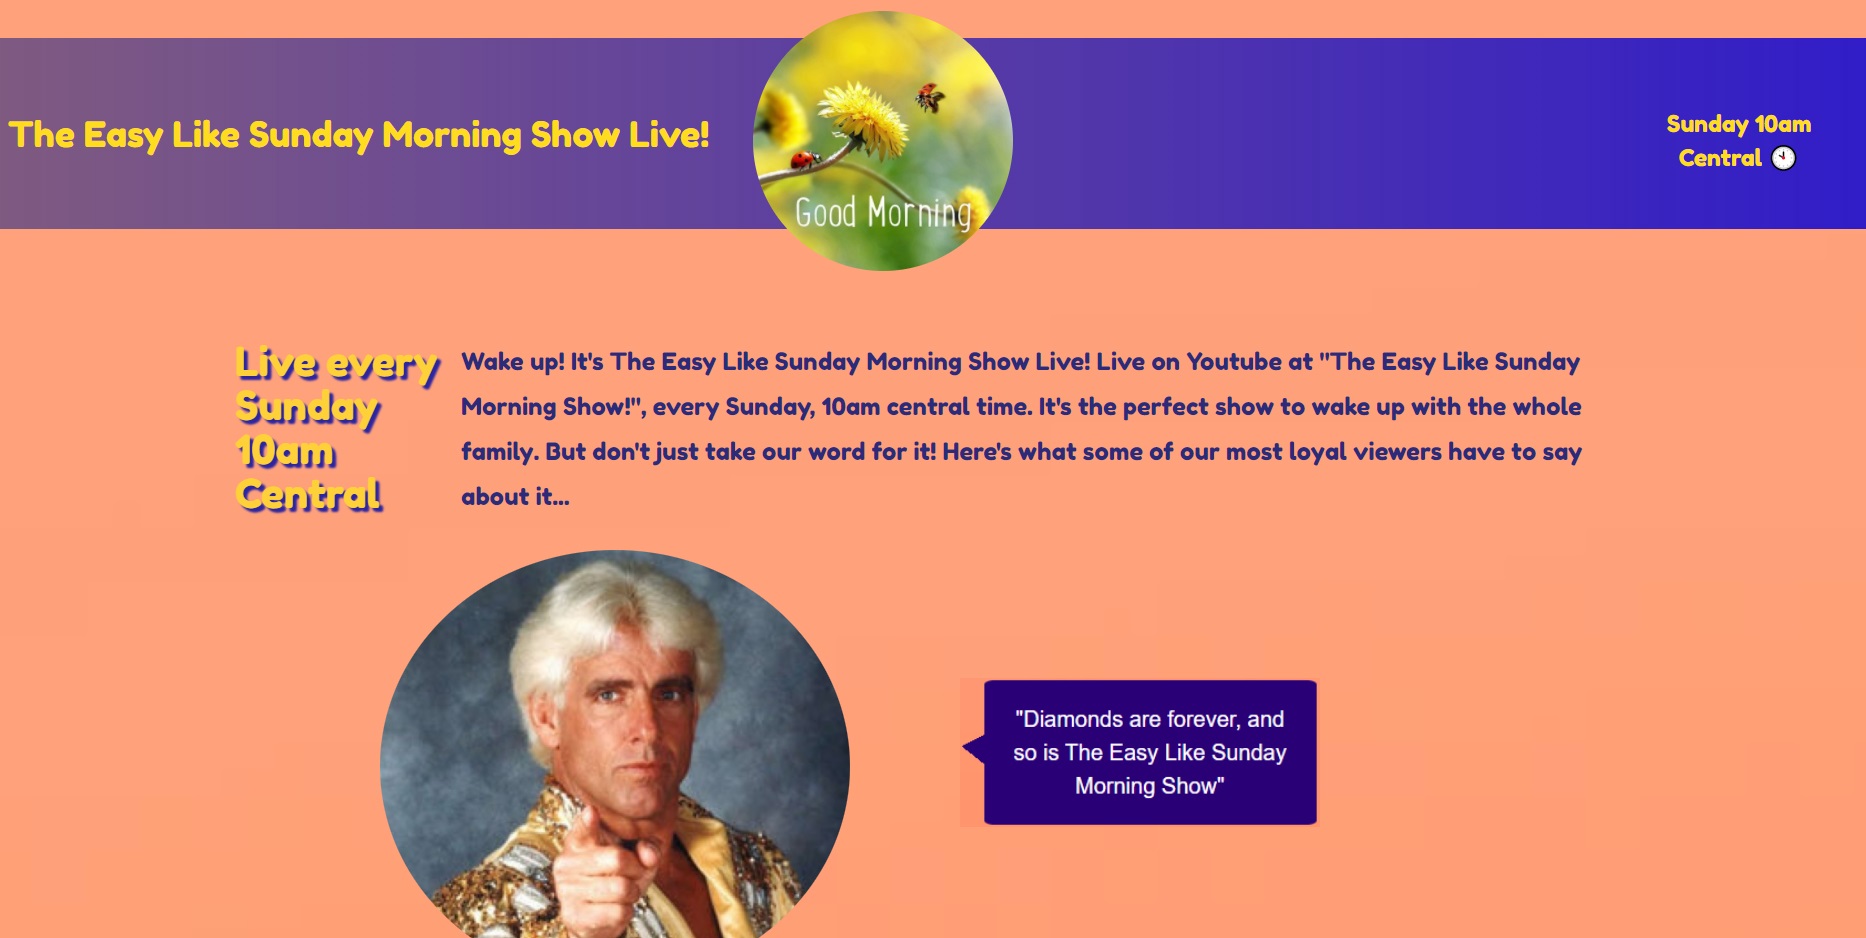 The Easy Like Sunday Morning Show Live!
Good Morning
Sunday 10am
Central
Live every
Sunday
10am
Central
Wake up! It's The Easy Like Sunday Morning Show Live! Live on Youtube at "The Easy Like Sunday
Morning Show!", every Sunday, 10am central time. It's the perfect show to wake up with the whole
family. But don't just take our word for it! Here's what some of our most loyal viewers have to say
about it...
"Diamonds are forever, and
so is The Easy Like Sunday
Morning Show"